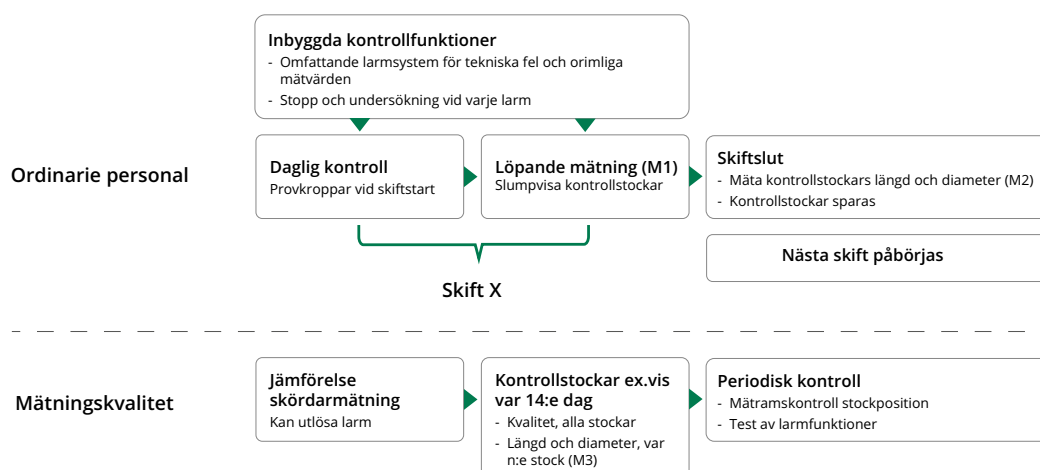 Inbyggda kontrollfunktioner
- Omfattande larmsystem för tekniska fel och orimliga
mätvärden
- Stopp och undersökning vid varje larm
Ordinarie personal
Daglig kontroll
Provkroppar vid skiftstart
Löpande mätning (M1)
Slumpvisa kontrollstockar
Skiftslut
- Mäta kontrollstockars längd och diameter (M2)
- Kontrollstockar sparas
Nästa skift påbörjas
Skift X
Mätningskvalitet
Jämförelse
skördarmätning
Kan utlösa larm
Kontrollstockar ex.vis
var 14:e dag
- Kvalitet, alla stockar
- Längd och diameter, var
n:e stock (M3)
Periodisk kontroll
- Mätramskontroll stockposition
- Test av larmfunktioner